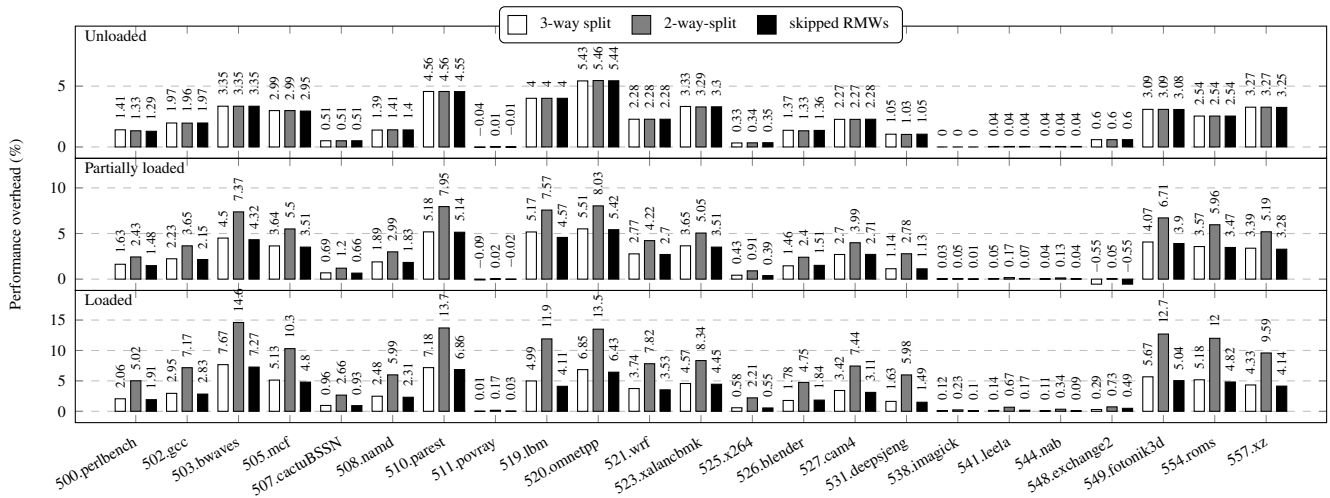 3-way split 2-way-split skipped RMWs
Performance overhead (%)
Unloaded
5
0
1.41 1.33 1.29
1.97 1.96 1.97
3.35 3.35 3.35
2.99 2.99 2.95
0.51 0.51 0.51
1.39 1.41 1.4
4.56 4.56 4.55
−0.04 0.01 −0.01
4 4 4
5.43 5.46 5.44
2.28 2.28 2.28
3.33 3.29 3.3
0.33 0.34 0.35
1.37 1.33 1.36
2.27 2.27 2.28
1.05 1.03 1.05
0 0 0
0.04 0.04 0.04
0.04 0.04 0.04
0.6 0.6 0.6
3.09 3.09 3.08
2.54 2.54 2.54
3.27 3.27 3.25
Partially loaded
10
5
0
1.63 2.43 1.48
2.23 3.65 2.15
4.5 7.37 4.32
3.64 5.5 3.51
0.69 1.2 0.66
1.89 2.99 1.83
5.18 7.95 5.14
−0.09 0.02 −0.02
5.17 7.57 4.57
5.51 8.03 5.42
2.77 4.22 2.7
3.65 5.05 3.51
0.43 0.91 0.39
1.46 2.4 1.51
2.7 3.99 2.71
1.14 2.78 1.13
0.03 0.05 0.01
0.05 0.17 0.07
0.04 0.13 0.04
−0.55 0.05 −0.55
4.07 6.71 3.9
3.57 5.96 3.47
3.39 5.19 3.28
Loaded
15
10
5
0
2.06 5.02 1.91
2.95 7.17 2.83
7.67 14.6 7.27
5.13 10.3 4.8
0.96 2.66 0.93
2.48 5.99 2.31
7.18 13.7 6.86
0.01 0.17 0.03
4.99 11.9 4.11
6.85 13.5 6.43
3.74 7.82 3.53
4.57 8.34 4.45
0.58 2.21 0.55
1.78 4.75 1.84
3.42 7.44 3.11
1.63 5.98 1.49
0.12 0.23 0.1
0.14 0.67 0.17
0.11 0.34 0.09
0.29 0.73 0.49
5.67 12.7 5.04
5.18 12 4.82
4.33 9.59 4.14
500.perlbench
502.gcc
503.bwaves
505.mcf
507.cactuBSSN
508.namd
510.parest
511.povray
519.lbm
520.omnetpp
521.wrf
523.xalancbmk
525.x264
526.blender
527.cam4
531.deepsjeng
538.imagick
541.leela
544.nab
548.exchange2
549.fotonik3d
554.roms
557.xz